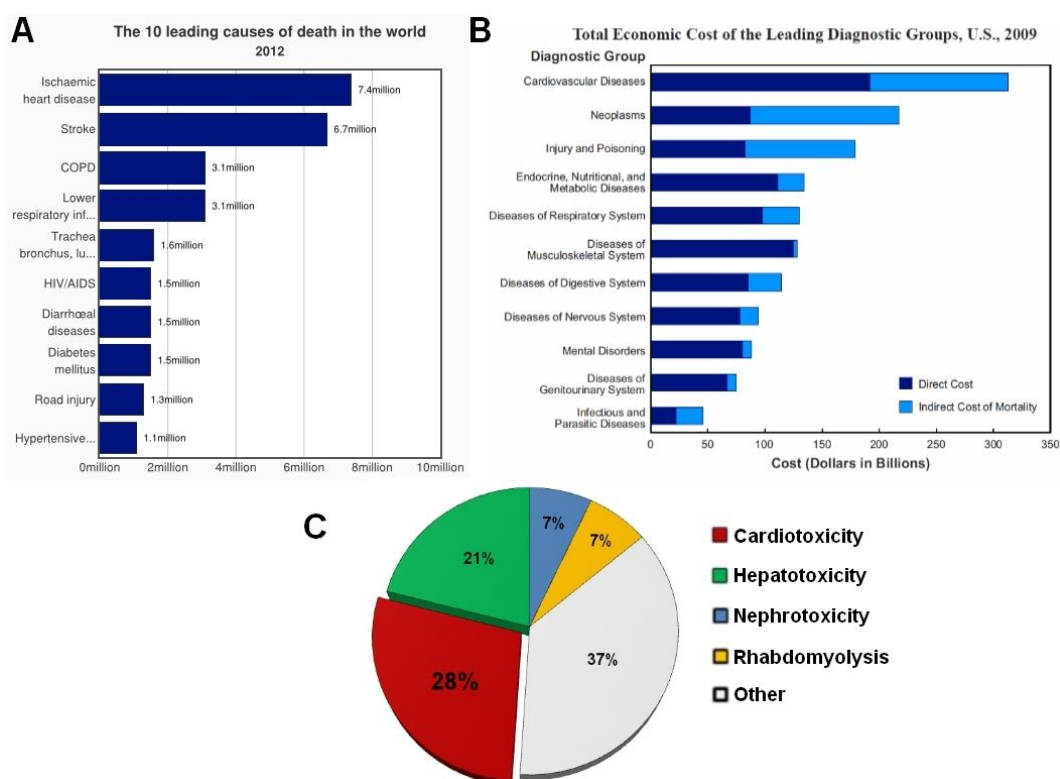 A
The 10 leading causes of death in the world
2012
Ischaemic
heart disease
7.4million
Stroke
6.7million
COPD
3.1million
Lower
respiratory inf...
3.1million
Trachea
bronchus, lu...
1.6million
HIV/AIDS
1.5million
Diarrhœal
diseases
1.5million
Diabetes
mellitus
1.5million
Road injury
1.3million
Hypertensive...
1.1million
0million 2million 4million 6million 8million 10million
B
Total Economic Cost of the Leading Diagnostic Groups, U.S., 2009
Diagnostic Group
Cardiovascular Diseases
Neoplasms
Injury and Poisoning
Endocrine, Nutritional, and
Metabolic Diseases
Diseases of Respiratory System
Diseases of
Musculoskeletal System
Diseases of Digestive System
Diseases of Nervous System
Mental Disorders
Diseases of
Genitourinary System
Infectious and
Parasitic Diseases
Direct Cost
Indirect Cost of Mortality
0 50 100 150 200 250 300 350
Cost (Dollars in Billions)
C
7%
7%
21%
37%
28%
Cardiotoxicity
Hepatotoxicity
Nephrotoxicity
Rhabdomyolysis
Other